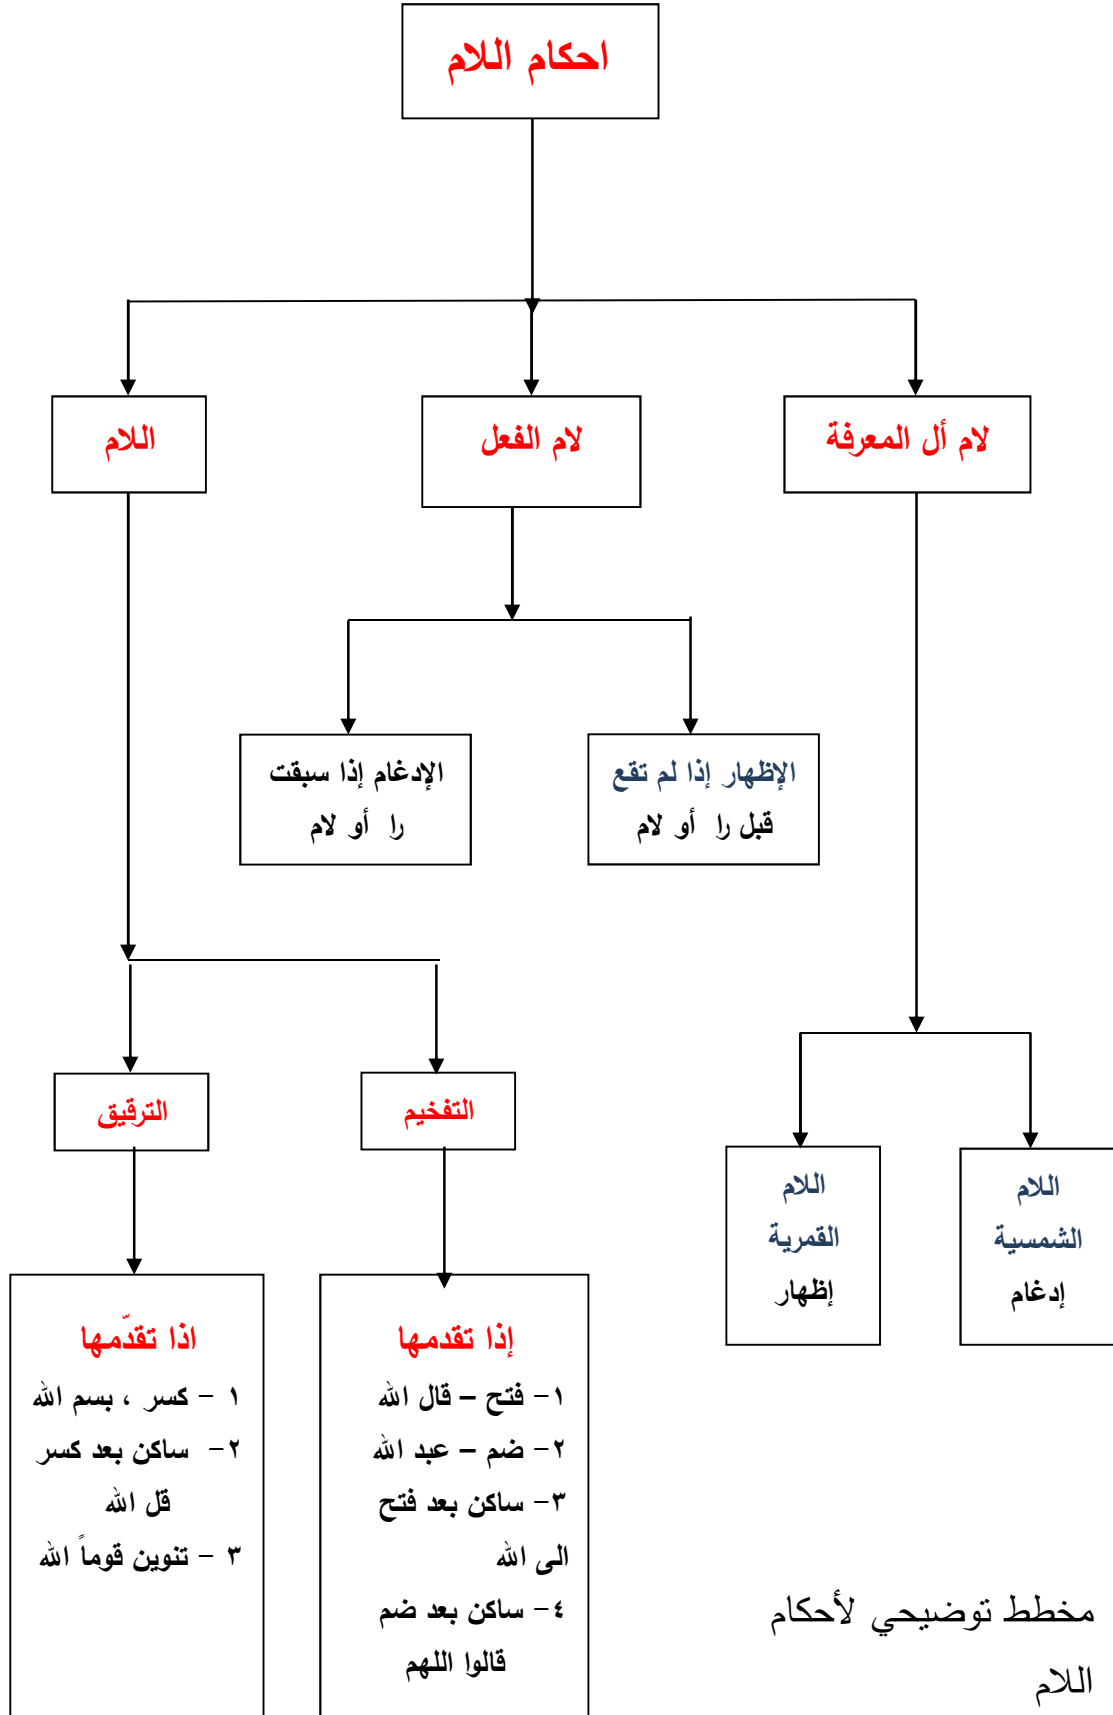 احكام اللام
لام أل المعرفة
لام الفعل
اللام
الإظهار إذا لم تقع
قبل را أو لام
الإدغام إذا سبقت
را أو لام
التفخيم
الترقيق
اللام
الشمسية
إدغام
اللام
القمرية
إظهار
إذا تقدمها
١- فتح – قال الله
٢- ضم – عبد الله
٣- ساكن بعد فتح
الى الله
٤- ساكن بعد ضم
قالوا اللهم
اذا تقدّمها
١ - كسر ، بسم الله
٢- ساكن بعد كسر
قل الله
٣ - تنوين قوماً الله
مخطط توضيحي لأحكام
اللام